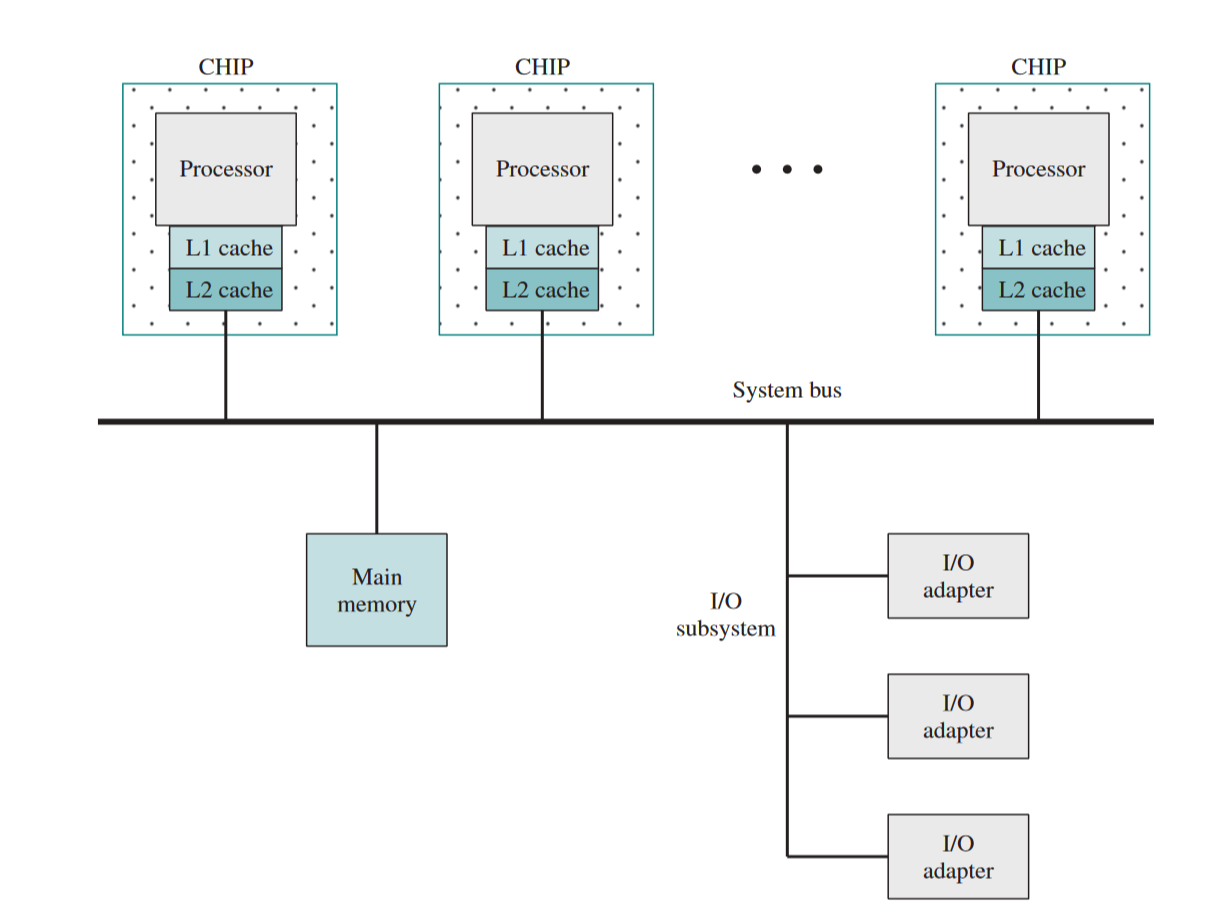 CHIP
CHIP
CHIP
Processor
Processor
Processor
L1 cache
L1 cache
L1 cache
L2 cache
L2 cache
L2 cache
System bus
Main
memory
I/O
subsystem
I/O
adapter
I/O
adapter
I/O
adapter